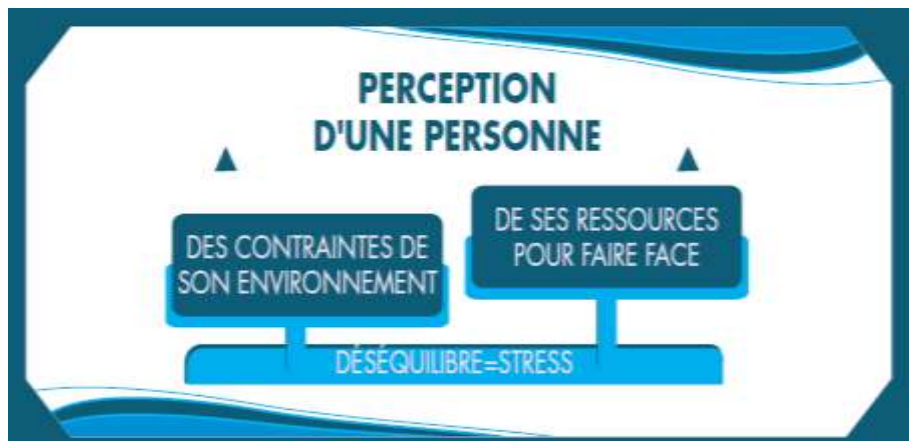 PERCEPTION
D'UNE PERSONNE
DES CONTRAINTES DE
SON ENVIRONNEMENT
DE SES RESSOURCES
POUR FAIRE FACE
DÉSÉQUILIBRE=STRESS